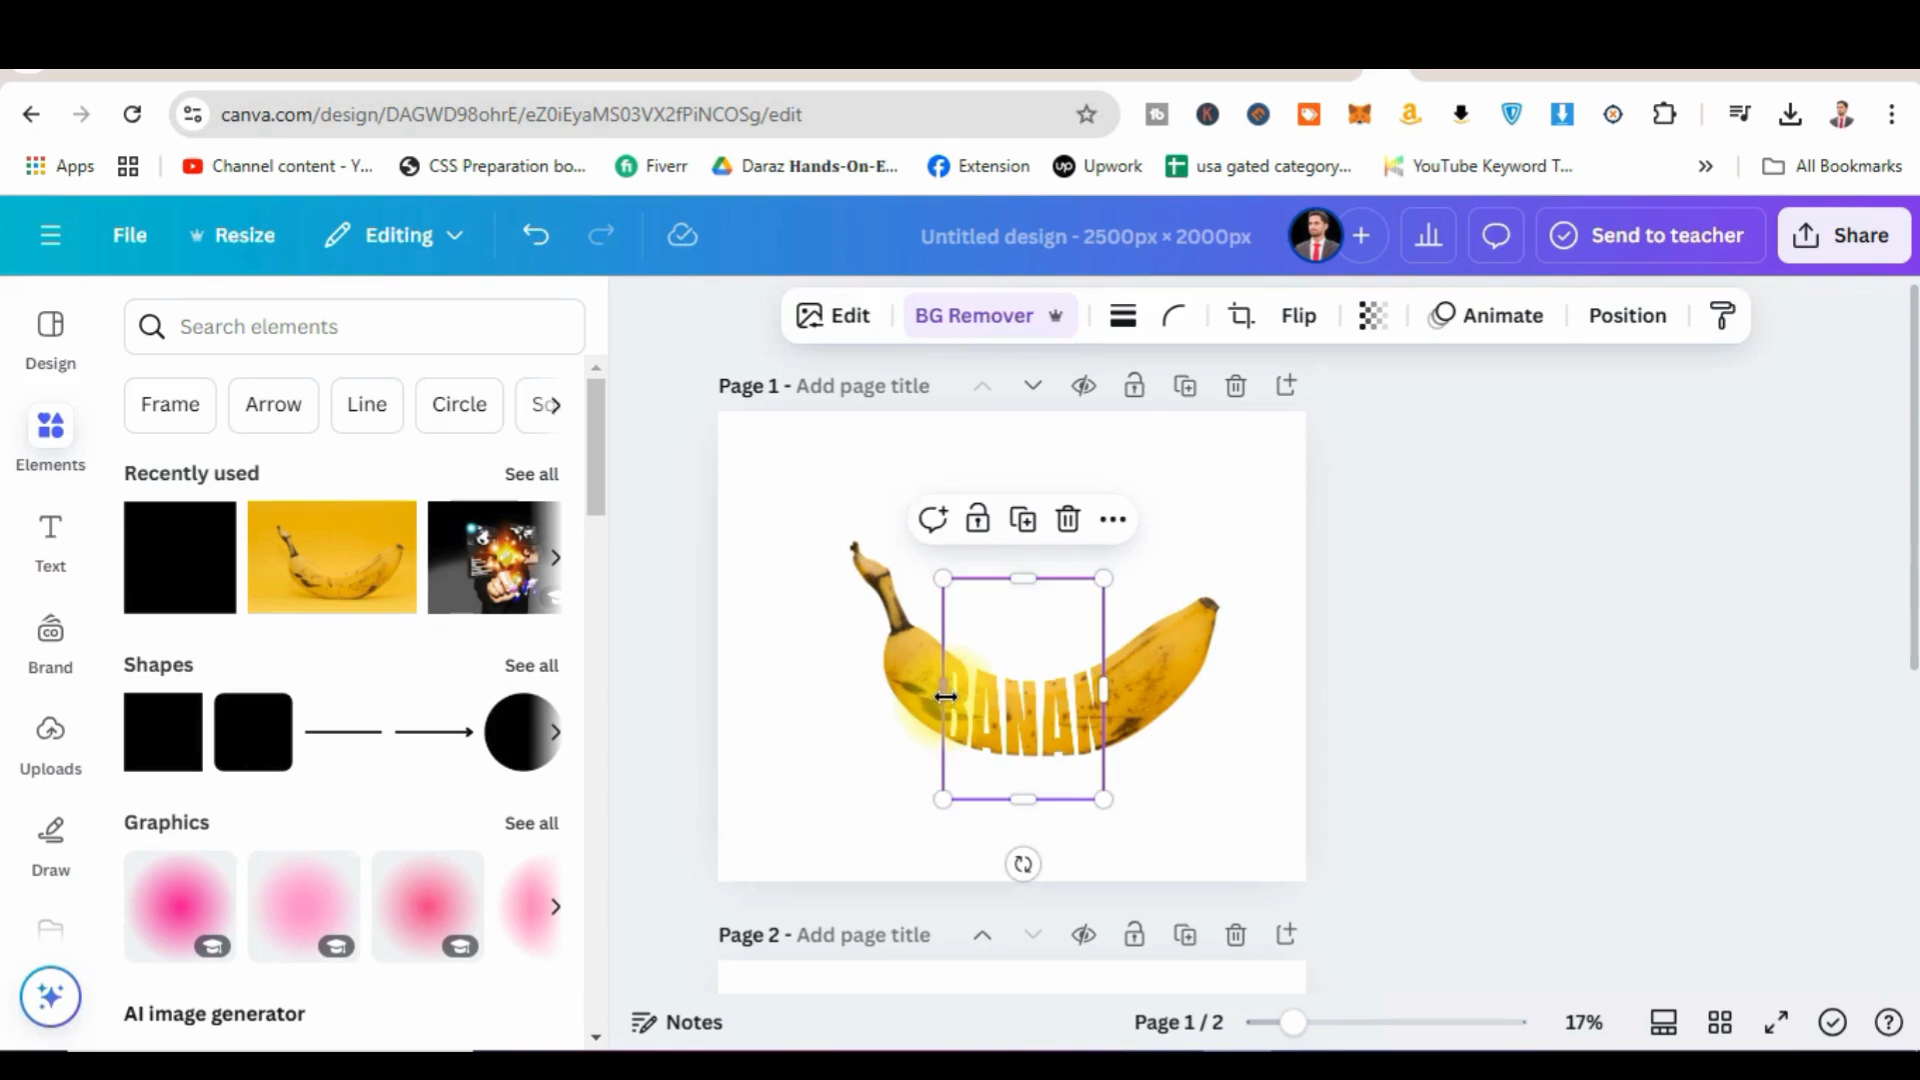 canva.com/design/DAGWD98ohrE/eZ0iEyaMS03VX2fPiNCOSg/edit
Apps
Channel content - Y...
CSS Preparation bo...
Fiverr
Daraz Hands-On-E...
Extension
Upwork
usa gated category...
YouTube Keyword T...
All Bookmarks
File
Resize
Editing
Untitled design - 2500px × 2000px
Send to teacher
Share
Design
Elements
Text
Brand
Uploads
Draw
Search elements
Frame
Arrow
Line
Circle
Recently used
See all
Shapes
See all
Graphics
See all
AI image generator
Edit
BG Remover
Flip
Animate
Position
Page 1 - Add page title
BANAN
Page 2 - Add page title
Notes
Page 1 / 2
17%